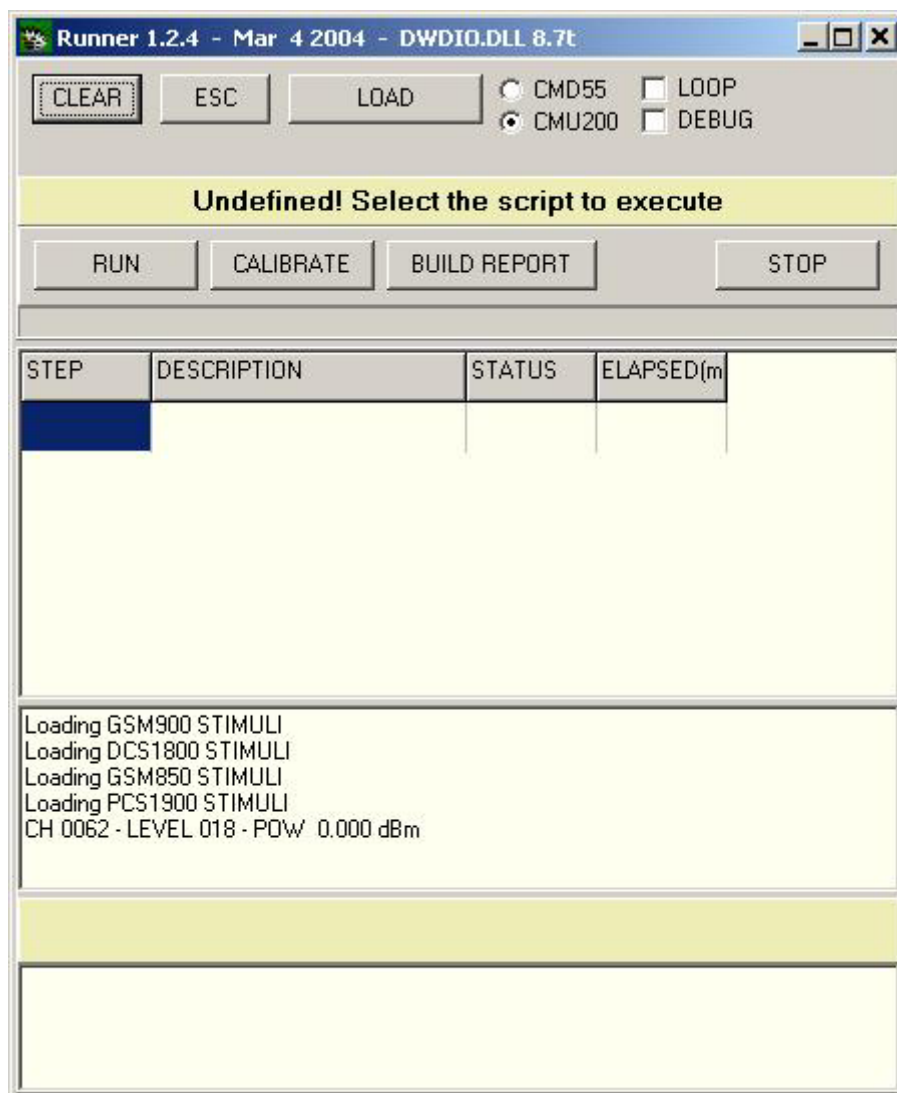 Runner 1.2.4 - Mar 4 2004 - DWDIO.DLL 8.7t
CLEAR ESC LOAD CMD55 LOOP
CMU200 DEBUG
Undefined! Select the script to execute
RUN CALIBRATE BUILD REPORT STOP
STEP DESCRIPTION STATUS ELAPSED(m
Loading GSM900 STIMULI
Loading DCS1800 STIMULI
Loading GSM850 STIMULI
Loading PCS1900 STIMULI
CH 0062 - LEVEL 018 - POW 0.000 dBm